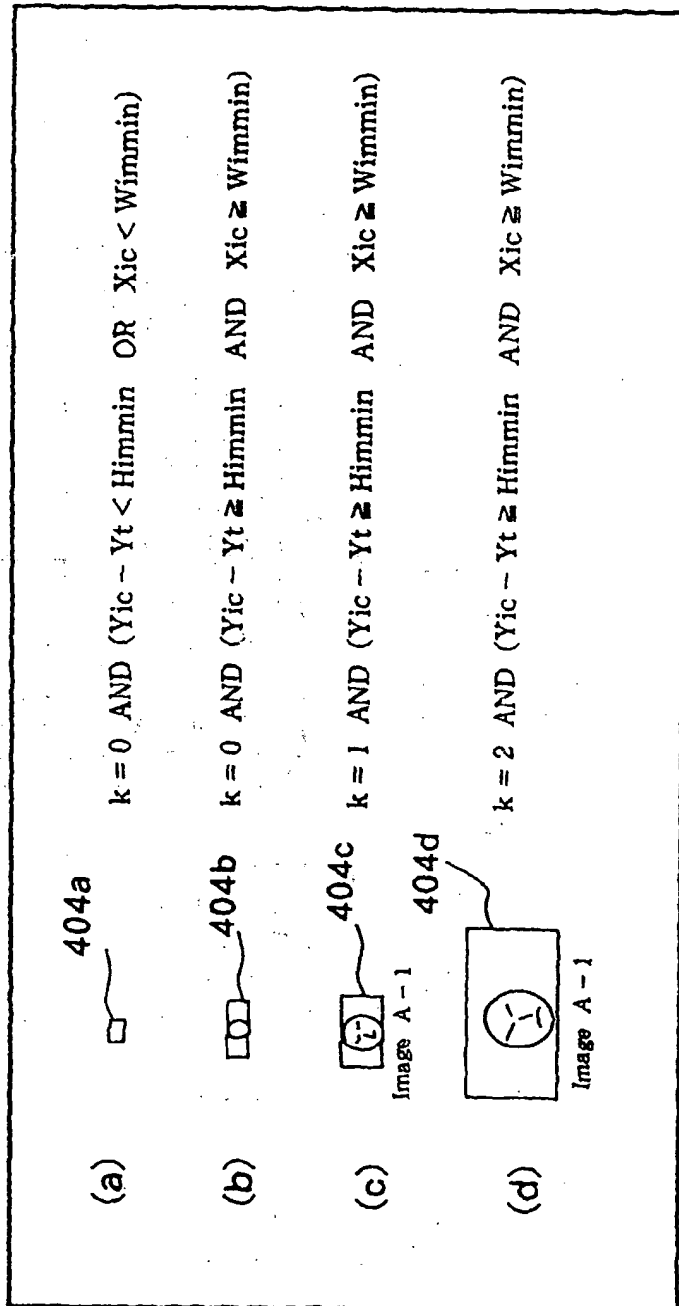 (a) 404a k = 0 AND (Yic − Yt < Himmin OR Xic < Wimmin)
(b) 404b k = 0 AND (Yic − Yt ≧ Himmin AND Xic ≧ Wimmin)
(c) 404c k = 1 AND (Yic − Yt ≧ Himmin AND Xic ≧ Wimmin)
Image A − 1
(d) 404d k = 2 AND (Yic − Yt ≧ Himmin AND Xic ≧ Wimmin)
Image A − 1